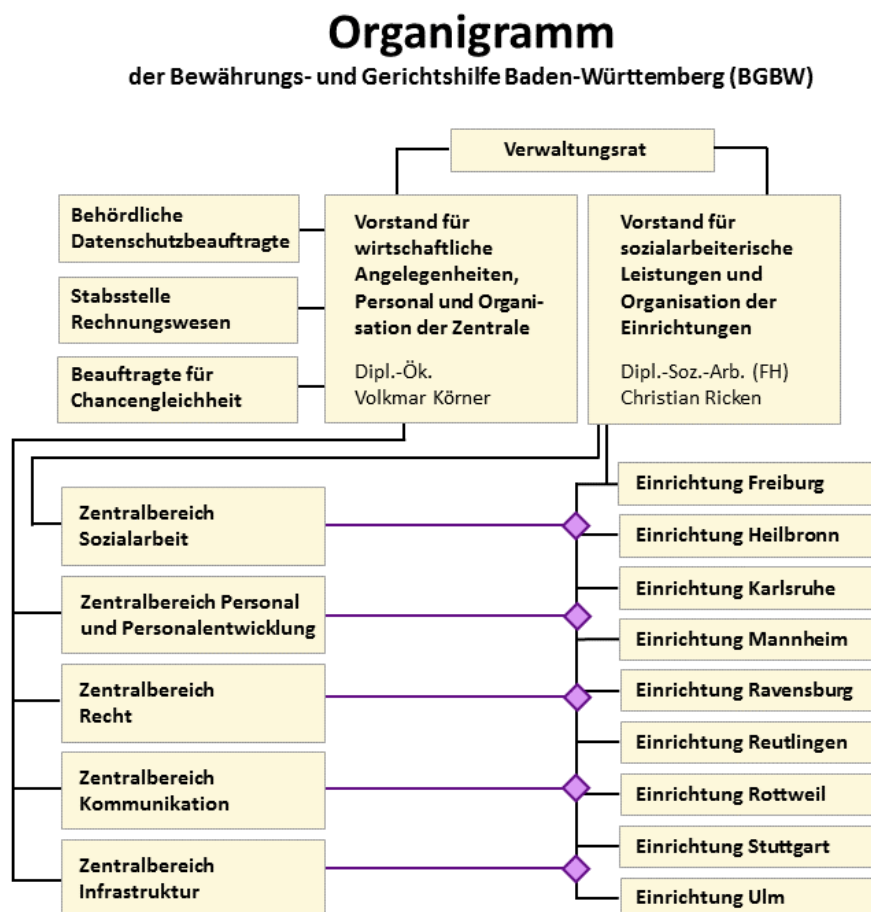 Organigramm
der Bewährungs- und Gerichtshilfe Baden-Württemberg (BGBW)
Verwaltungsrat
Behördliche
Datenschutzbeauftragte
Stabsstelle
Rechnungswesen
Beauftragte für
Chancengleichheit
Vorstand für
wirtschaftliche
Angelegenheiten,
Personal und Organi-
sation der Zentrale
Dipl.-Ök.
Volkmar Körner
Vorstand für
sozialarbeiterische
Leistungen und
Organisation der
Einrichtungen
Dipl.-Soz.-Arb. (FH)
Christian Ricken
Zentralbereich
Sozialarbeit
Zentralbereich Personal
und Personalentwicklung
Zentralbereich
Recht
Zentralbereich
Kommunikation
Zentralbereich
Infrastruktur
Einrichtung Freiburg
Einrichtung Heilbronn
Einrichtung Karlsruhe
Einrichtung Mannheim
Einrichtung Ravensburg
Einrichtung Reutlingen
Einrichtung Rottweil
Einrichtung Stuttgart
Einrichtung Ulm